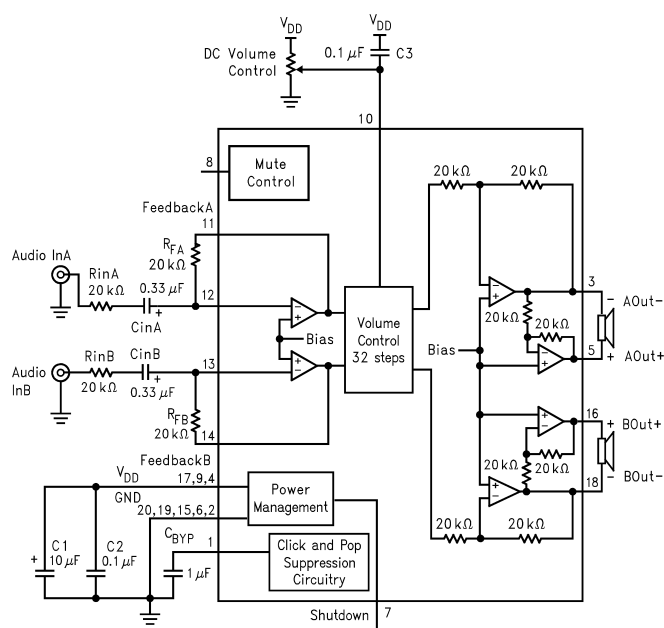 VDD
VDD
DC Volume
Control
0.1 µF
C3
10
8
Mute
Control
FeedbackA
11
20 kΩ
20 kΩ
Audio InA
RFA
20 kΩ
RinA
20 kΩ
0.33 µF
+
CinA
12
−
+
Bias
Volume
Control
32 steps
−
+
20 kΩ
20 kΩ
−
+
3
− AOut−
5
+ AOut+
Bias
Audio
InB
RinB
20 kΩ
CinB
+
0.33 µF
13
+
−
RFB
20 kΩ
14
FeedbackB
−
+
16
+ BOut+
20 kΩ
20 kΩ
+
−
18
− BOut−
20 kΩ
20 kΩ
VDD
17,9,4
GND
20,19,15,6,2
Power
Management
CBYP
1
1 µF
Click and Pop
Suppression
Circuitry
+
C1
10 µF
C2
0.1 µF
Shutdown
7